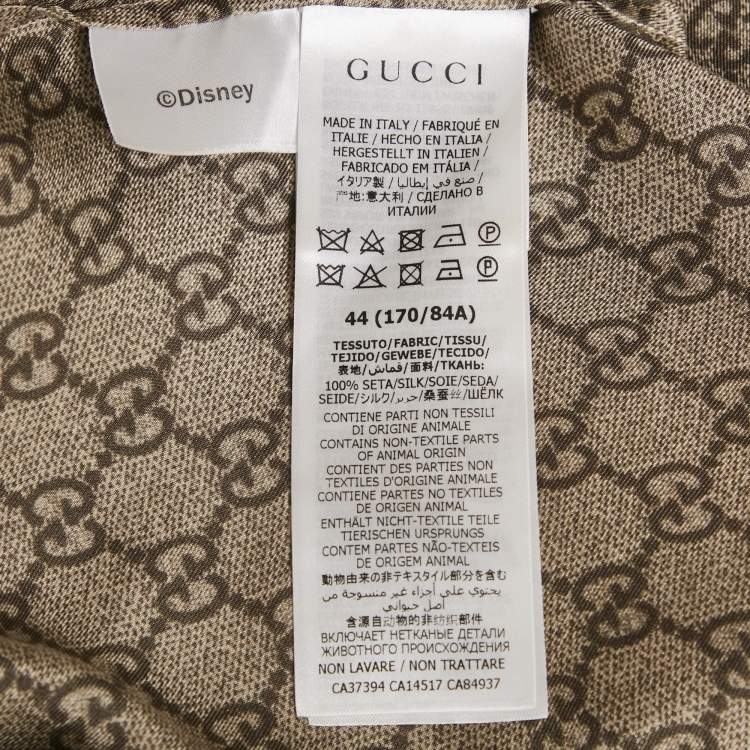 ©Disney
GUCCI
MADE IN ITALY / FABRIQUÉ EN
ITALIE / HECHO EN ITALIA /
HERGESTELLT IN ITALIEN /
FABRICADO EM ITÁLIA /
イタリア製 / صنع في إيطاليا /
产地:意大利 / СДЕЛАНО В
ИТАЛИИ
P
P
44 (170/84A)
TESSUTO/FABRIC/TISSU/
TEJIDO/GEWEBE/TECIDO/
表地/قماش/面料/ТКАНЬ:
100% SETA/SILK/SOIE/SEDA/
SEIDE/シルク/حرير/桑蚕丝/ШЁЛК
CONTIENE PARTI NON TESSILI
DI ORIGINE ANIMALE
CONTAINS NON-TEXTILE PARTS
OF ANIMAL ORIGIN
CONTIENT DES PARTIES NON
TEXTILES D'ORIGINE ANIMALE
CONTIENE PARTES NO TEXTILES
DE ORIGEN ANIMAL
ENTHÄLT NICHT-TEXTILE TEILE
TIERISCHEN URSPRUNGS
CONTEM PARTES NÃO-TEXTEIS
DE ORIGEM ANIMAL
動物由来の非テキスタイル部分を含む
يحتوي على أجزاء غير منسوجة من
أصل حيواني
含源自动物的非纺织部件
ВКЛЮЧАЕТ НЕТКАНЫЕ ДЕТАЛИ
ЖИВОТНОГО ПРОИСХОЖДЕНИЯ
NON LAVARE / NON TRATTARE
CA37394 CA14517 CA84937